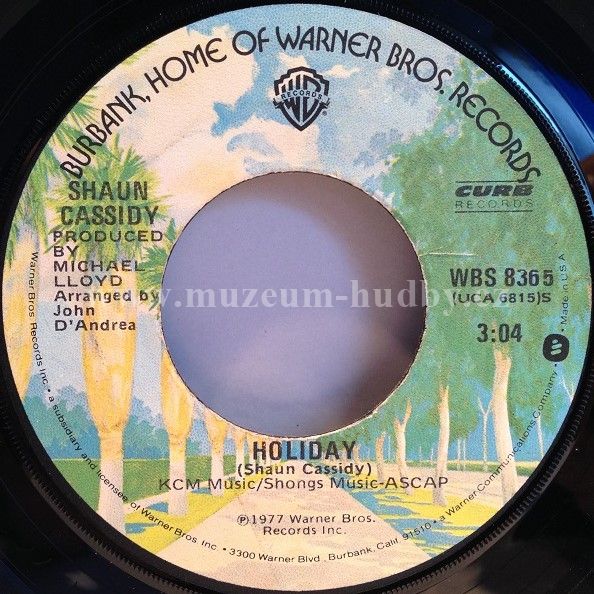 BURBANK, HOME OF WARNER BROS. RECORDS
WB
RECORDS
SHAUN
CASSIDY
PRODUCED
BY
MICHAEL
LLOYD
Arranged by
John
D'Andrea
CURB
RECORDS
WBS 8365
(UCA 6815)S
3:04
Made in U.S.A.
www.muzeum-hudby
HOLIDAY
(Shaun Cassidy)
KCM Music/Shongs Music-ASCAP
℗1977 Warner Bros.
Records Inc.
Warner Bros Records Inc. • a subsidiary and licensee of Warner Bros. Inc. • 3300 Warner Blvd., Burbank, Calif. 91510 • a Warner Communications Company